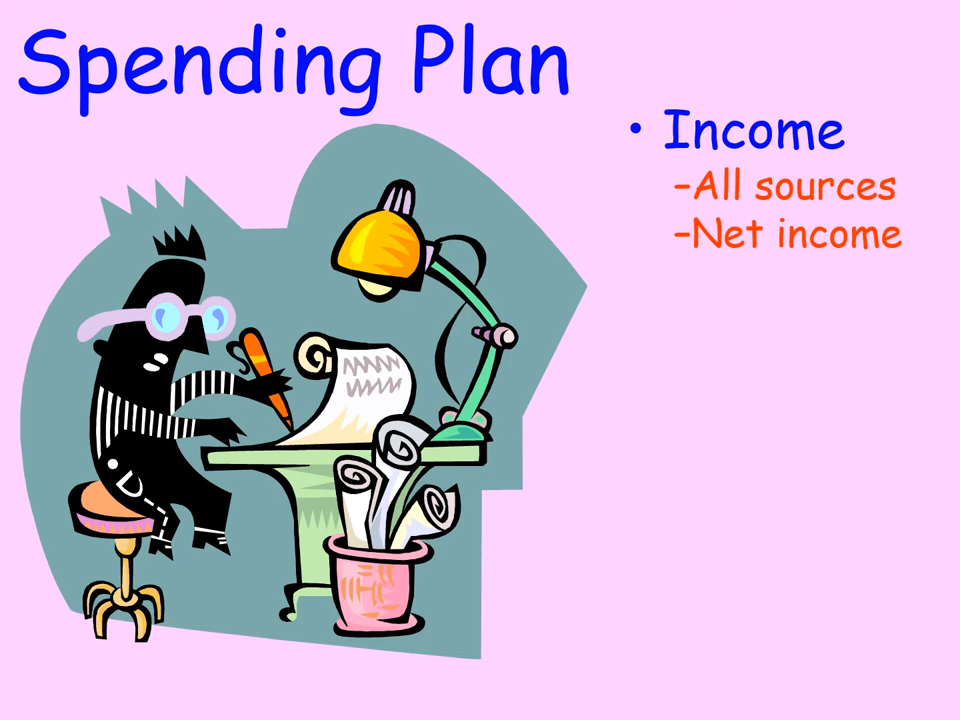 Spending Plan
• Income
–All sources
–Net income